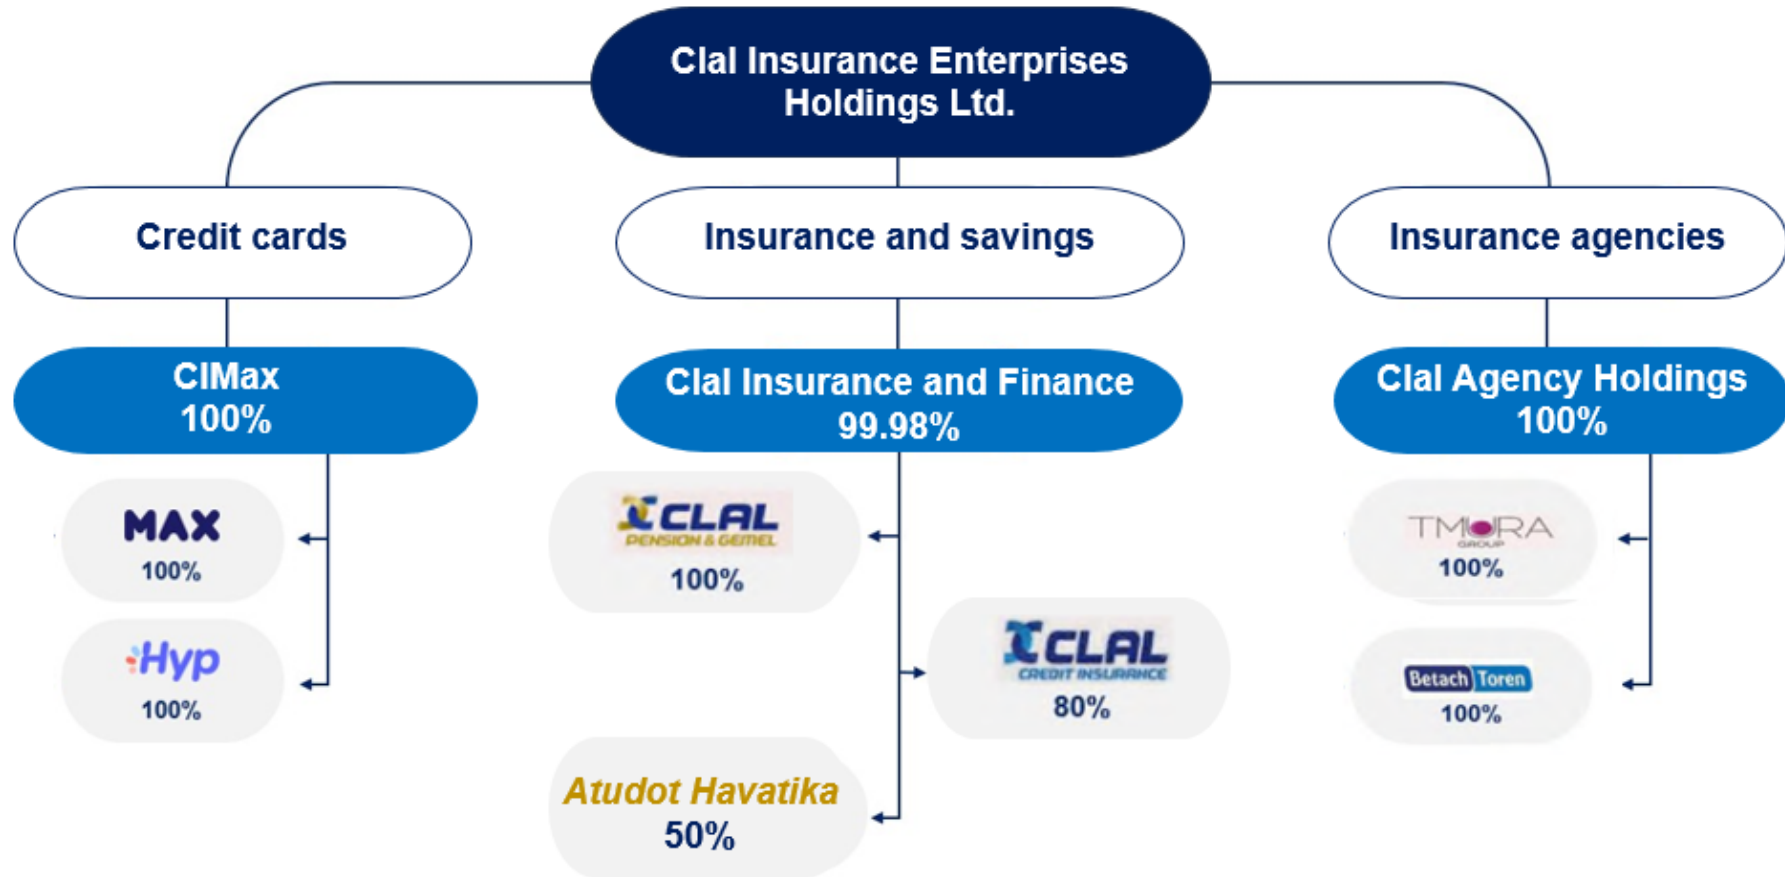 Clal Insurance Enterprises
Holdings Ltd.
Credit cards
Insurance and savings
Insurance agencies
CIMax
100%
Clal Insurance and Finance
99.98%
Clal Agency Holdings
100%
MAX
100%
Hyp
100%
CLAL
PENSION & GEMEL
100%
CLAL
CREDIT INSURANCE
80%
Atudot Havatika
50%
TMURA
GROUP
100%
Betach Toren
100%